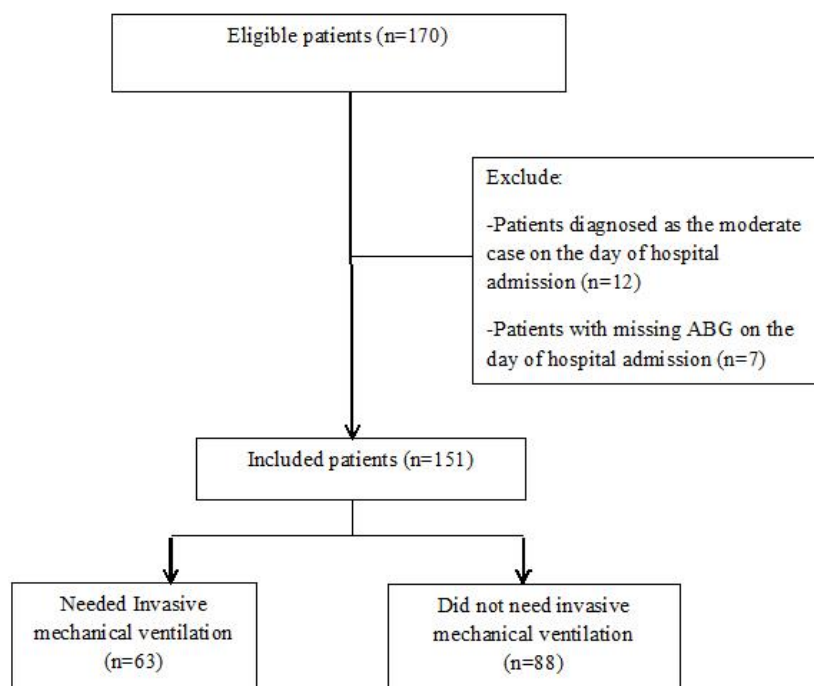 Eligible patients (n=170)
Exclude:
-Patients diagnosed as the moderate
case on the day of hospital
admission (n=12)
-Patients with missing ABG on the
day of hospital admission (n=7)
Included patients (n=151)
Needed Invasive
mechanical ventilation
(n=63)
Did not need invasive
mechanical ventilation
(n=88)